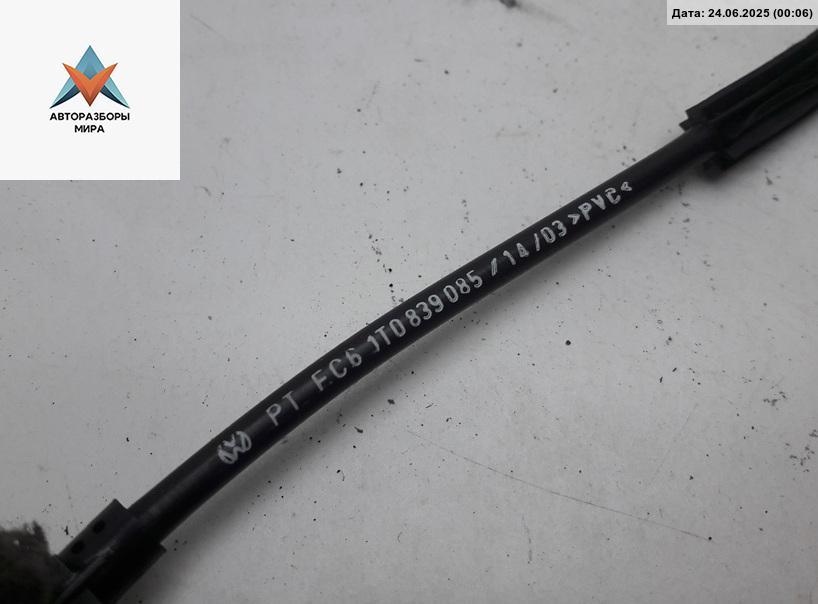 Дата: 24.06.2025 (00:06)
АВТОРАЗБОРЫ
МИРА
PT FC6 1T0839085 /14/03 >PVC<